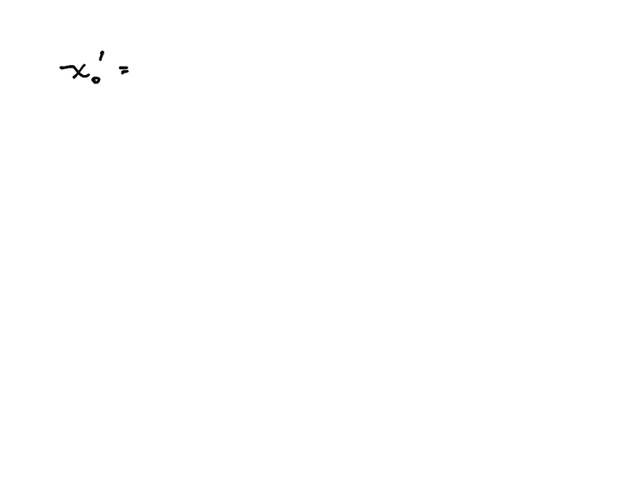 x₀' =